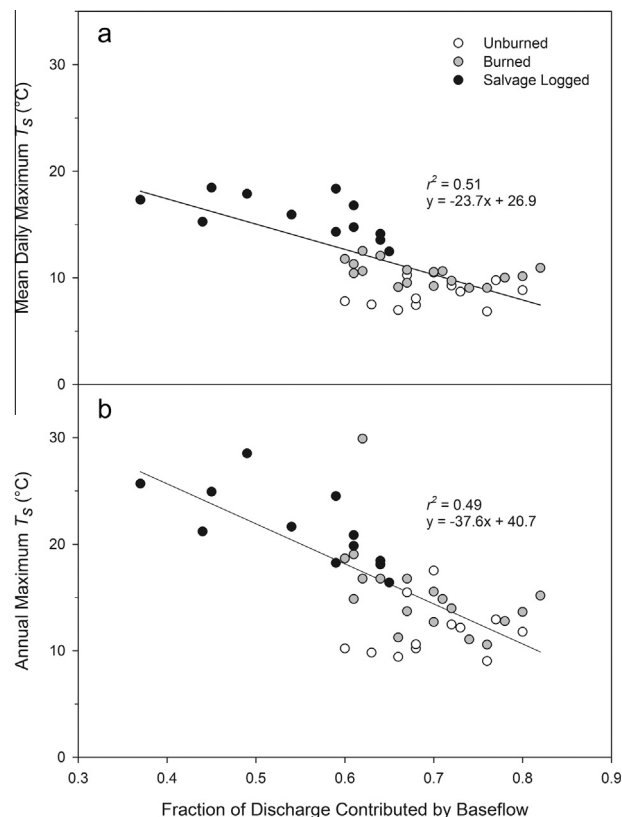 a
Unburned
Burned
Salvage Logged
30
20
10
0
Mean Daily Maximum TS (°C)
r2 = 0.51
y = -23.7x + 26.9
b
30
20
10
0
Annual Maximum TS (°C)
r2 = 0.49
y = -37.6x + 40.7
0.3 0.4 0.5 0.6 0.7 0.8 0.9
Fraction of Discharge Contributed by Baseflow